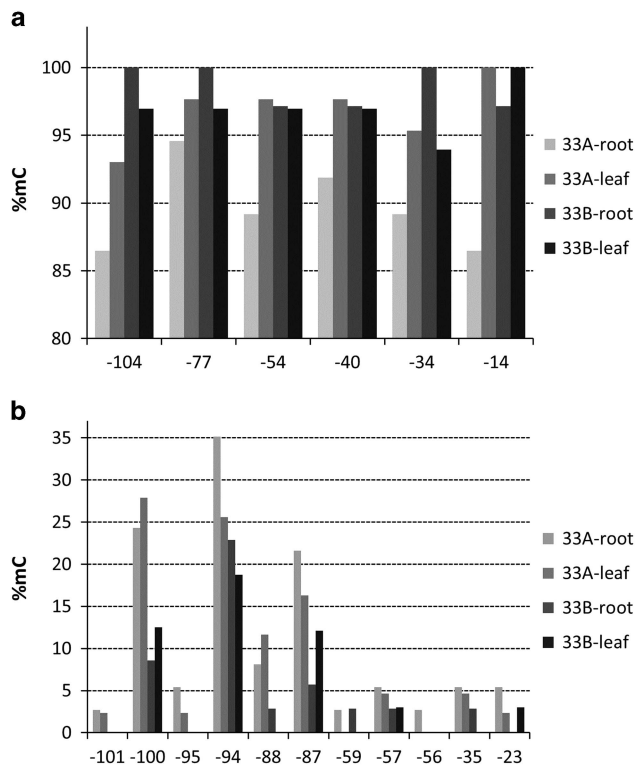 a
100
95
90
85
80
%mC
-104 -77 -54 -40 -34 -14
33A-root
33A-leaf
33B-root
33B-leaf
b
35
30
25
20
15
10
5
0
%mC
-101 -100 -95 -94 -88 -87 -59 -57 -56 -35 -23
33A-root
33A-leaf
33B-root
33B-leaf